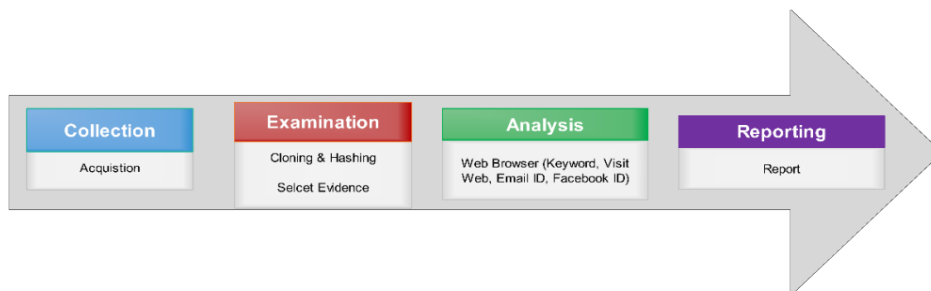 Collection
Acquistion
Examination
Cloning & Hashing
Selcet Evidence
Analysis
Web Browser (Keyword, Visit
Web, Email ID, Facebook ID)
Reporting
Report